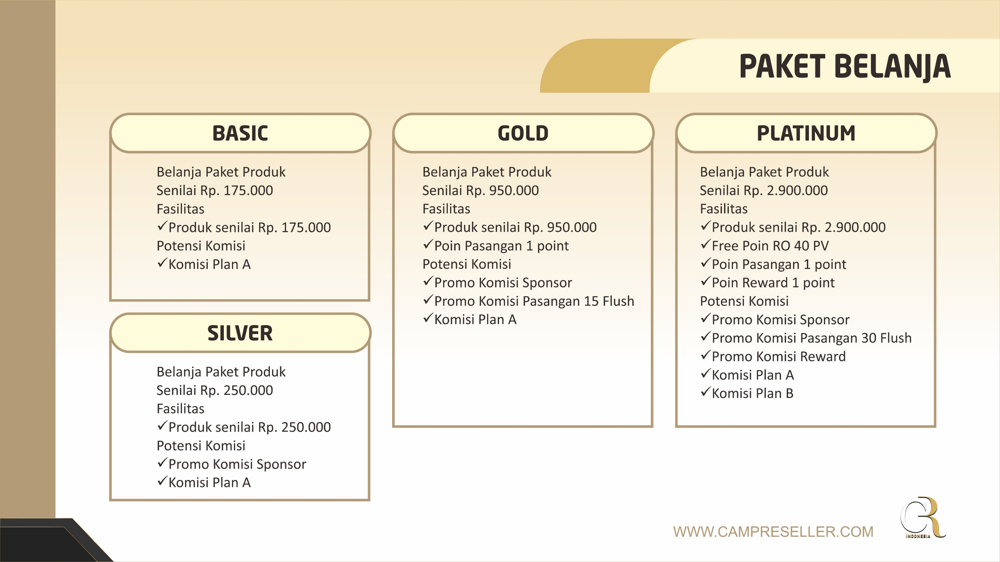 PAKET BELANJA
BASIC
Belanja Paket Produk
Senilai Rp. 175.000
Fasilitas
✓Produk senilai Rp. 175.000
Potensi Komisi
✓Komisi Plan A
SILVER
Belanja Paket Produk
Senilai Rp. 250.000
Fasilitas
✓Produk senilai Rp. 250.000
Potensi Komisi
✓Promo Komisi Sponsor
✓Komisi Plan A
GOLD
Belanja Paket Produk
Senilai Rp. 950.000
Fasilitas
✓Produk senilai Rp. 950.000
✓Poin Pasangan 1 point
Potensi Komisi
✓Promo Komisi Sponsor
✓Promo Komisi Pasangan 15 Flush
✓Komisi Plan A
PLATINUM
Belanja Paket Produk
Senilai Rp. 2.900.000
Fasilitas
✓Produk senilai Rp. 2.900.000
✓Free Poin RO 40 PV
✓Poin Pasangan 1 point
✓Poin Reward 1 point
Potensi Komisi
✓Promo Komisi Sponsor
✓Promo Komisi Pasangan 30 Flush
✓Promo Komisi Reward
✓Komisi Plan A
✓Komisi Plan B
WWW.CAMPRESELLER.COM
CR
INDONESIA